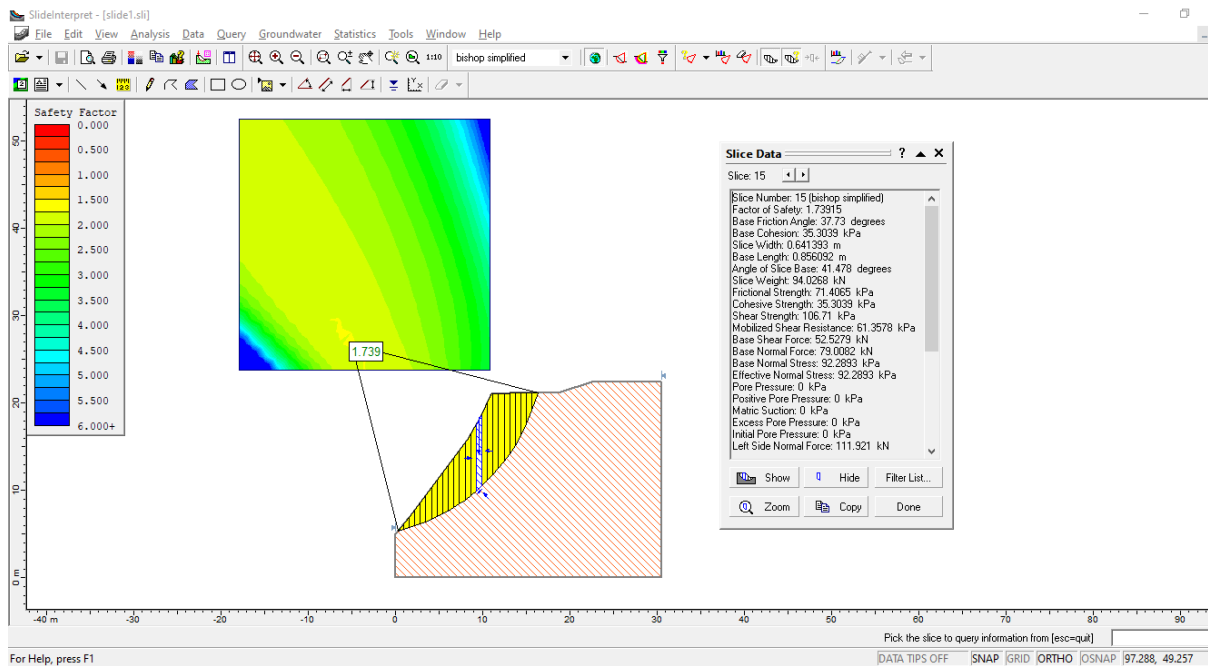 SlideInterpret - [slide1.sli]
File Edit View Analysis Data Query Groundwater Statistics Tools Window Help
1:10 bishop simplified
Safety Factor
0.000
0.500
1.000
1.500
2.000
2.500
3.000
3.500
4.000
4.500
5.000
5.500
6.000+
50
40
30
20
10
0 m
1.739
Slice Data
Slice: 15
Slice Number: 15 (bishop simplified)
Factor of Safety: 1.73915
Base Friction Angle: 37.73 degrees
Base Cohesion: 35.3039 kPa
Slice Width: 0.641393 m
Base Length: 0.856092 m
Angle of Slice Base: 41.478 degrees
Slice Weight: 94.0268 kN
Frictional Strength: 71.4065 kPa
Cohesive Strength: 35.3039 kPa
Shear Strength: 106.71 kPa
Mobilized Shear Resistance: 61.3578 kPa
Base Shear Force: 52.5279 kN
Base Normal Force: 79.0082 kN
Base Normal Stress: 92.2893 kPa
Effective Normal Stress: 92.2893 kPa
Pore Pressure: 0 kPa
Positive Pore Pressure: 0 kPa
Matric Suction: 0 kPa
Excess Pore Pressure: 0 kPa
Initial Pore Pressure: 0 kPa
Left Side Normal Force: 111.921 kN
Show Hide Filter List...
Zoom Copy Done
-40 m -30 -20 -10 0 10 20 30 40 50 60 70 80 90
Pick the slice to query information from [esc=quit]
For Help, press F1
DATA TIPS OFF SNAP GRID ORTHO OSNAP 97.288, 49.257